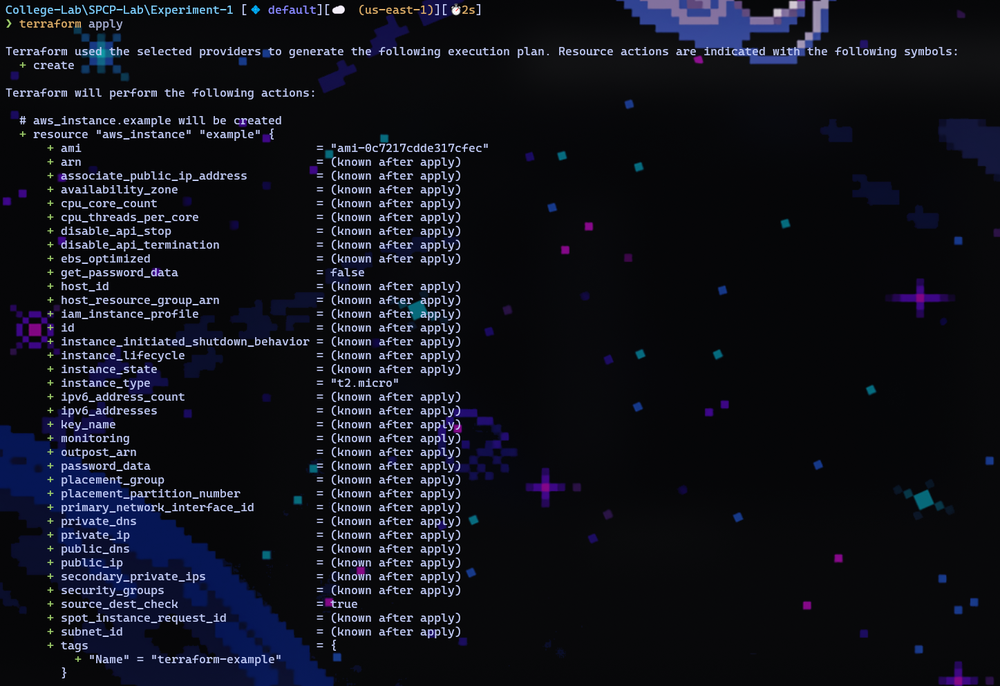 College-Lab\SPCP-Lab\Experiment-1 [ default][☁ (us-east-1)][⏱2s]
❯ terraform apply
Terraform used the selected providers to generate the following execution plan. Resource actions are indicated with the following symbols:
+ create
Terraform will perform the following actions:
# aws_instance.example will be created
+ resource "aws_instance" "example" {
+ ami = "ami-0c7217cdde317cfec"
+ arn = (known after apply)
+ associate_public_ip_address = (known after apply)
+ availability_zone = (known after apply)
+ cpu_core_count = (known after apply)
+ cpu_threads_per_core = (known after apply)
+ disable_api_stop = (known after apply)
+ disable_api_termination = (known after apply)
+ ebs_optimized = (known after apply)
+ get_password_data = false
+ host_id = (known after apply)
+ host_resource_group_arn = (known after apply)
+ iam_instance_profile = (known after apply)
+ id = (known after apply)
+ instance_initiated_shutdown_behavior = (known after apply)
+ instance_lifecycle = (known after apply)
+ instance_state = (known after apply)
+ instance_type = "t2.micro"
+ ipv6_address_count = (known after apply)
+ ipv6_addresses = (known after apply)
+ key_name = (known after apply)
+ monitoring = (known after apply)
+ outpost_arn = (known after apply)
+ password_data = (known after apply)
+ placement_group = (known after apply)
+ placement_partition_number = (known after apply)
+ primary_network_interface_id = (known after apply)
+ private_dns = (known after apply)
+ private_ip = (known after apply)
+ public_dns = (known after apply)
+ public_ip = (known after apply)
+ secondary_private_ips = (known after apply)
+ security_groups = (known after apply)
+ source_dest_check = true
+ spot_instance_request_id = (known after apply)
+ subnet_id = (known after apply)
+ tags = {
+ "Name" = "terraform-example"
}